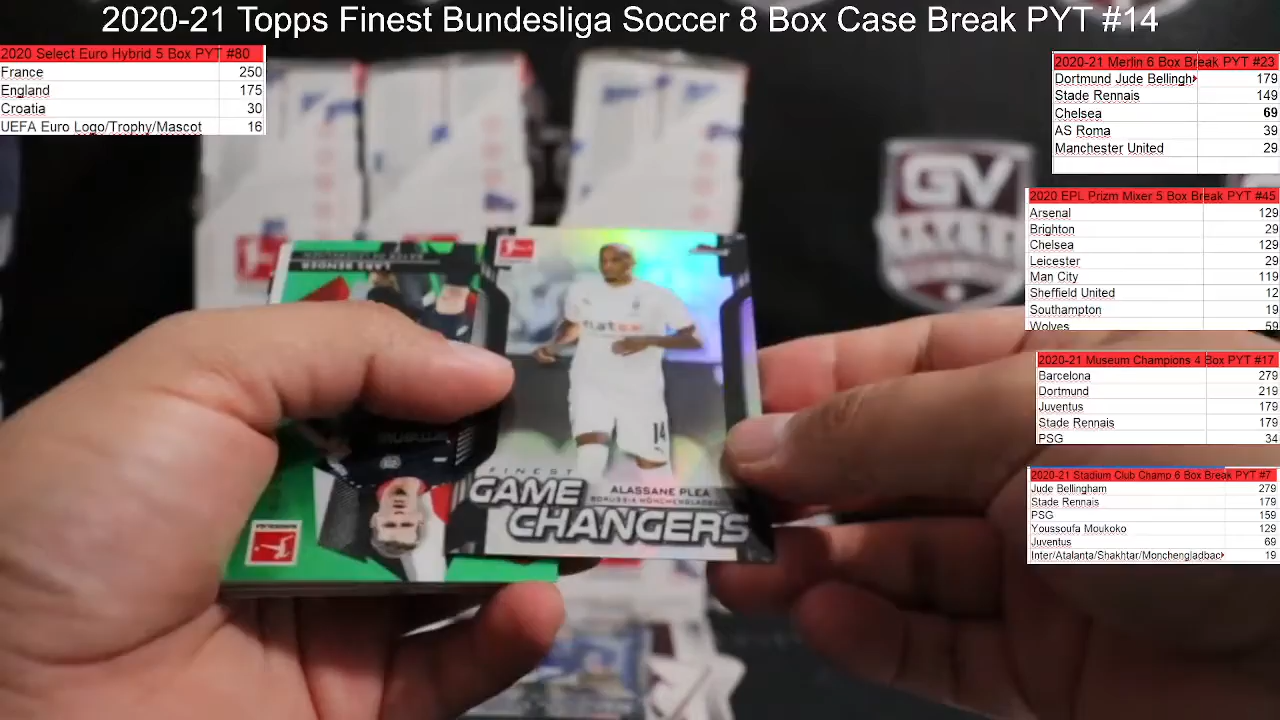 2020-21 Topps Finest Bundesliga Soccer 8 Box Case Break PYT #14
2020 Select Euro Hybrid 5 Box PYT #80
France 250
England 175
Croatia 30
UEFA Euro Logo/Trophy/Mascot 16
2020-21 Merlin 6 Box Break PYT #23
Dortmund Jude Bellingh 179
Stade Rennais 149
Chelsea 69
AS Roma 39
Manchester United 29
2020 EPL Prizm Mixer 5 Box Break PYT #45
Arsenal 129
Brighton 29
Chelsea 129
Leicester 29
Man City 119
Sheffield United 12
Southampton 19
Wolves 59
2020-21 Museum Champions 4 Box PYT #17
Barcelona 279
Dortmund 219
Juventus 179
Stade Rennais 179
PSG 34
2020-21 Stadium Club Champ 6 Box Break PYT #7
Jude Bellingham 279
Stade Rennais 179
PSG 159
Youssoufa Moukoko 129
Juventus 69
Inter/Atalanta/Shakhtar/Monchengladbac 19
GV
LARS BENDER
14
FINEST
GAME
CHANGERS
ALASSANE PLEA